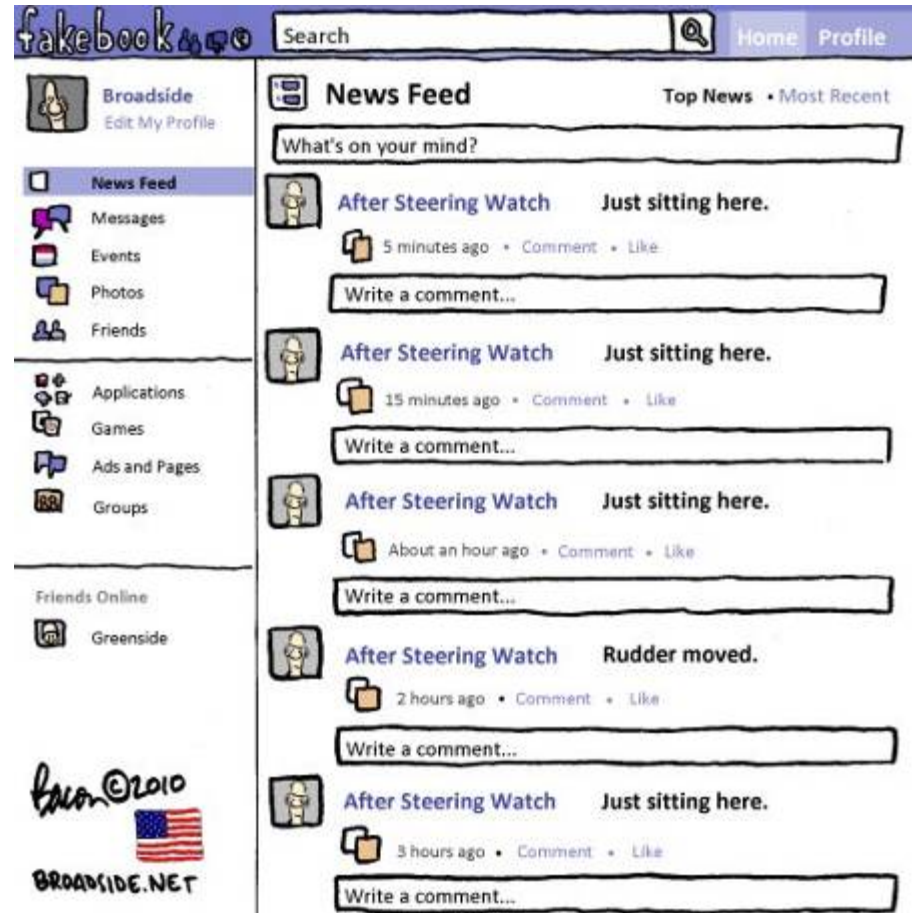 fakebook
Search
Home Profile
Broadside
Edit My Profile
News Feed
Messages
Events
Photos
Friends
Applications
Games
Ads and Pages
Groups
Friends Online
Greenside
Bacon ©2010
BROADSIDE.NET
News Feed Top News • Most Recent
What's on your mind?
After Steering Watch Just sitting here.
5 minutes ago • Comment • Like
Write a comment...
After Steering Watch Just sitting here.
15 minutes ago • Comment • Like
Write a comment...
After Steering Watch Just sitting here.
About an hour ago • Comment • Like
Write a comment...
After Steering Watch Rudder moved.
2 hours ago • Comment • Like
Write a comment...
After Steering Watch Just sitting here.
3 hours ago • Comment • Like
Write a comment...